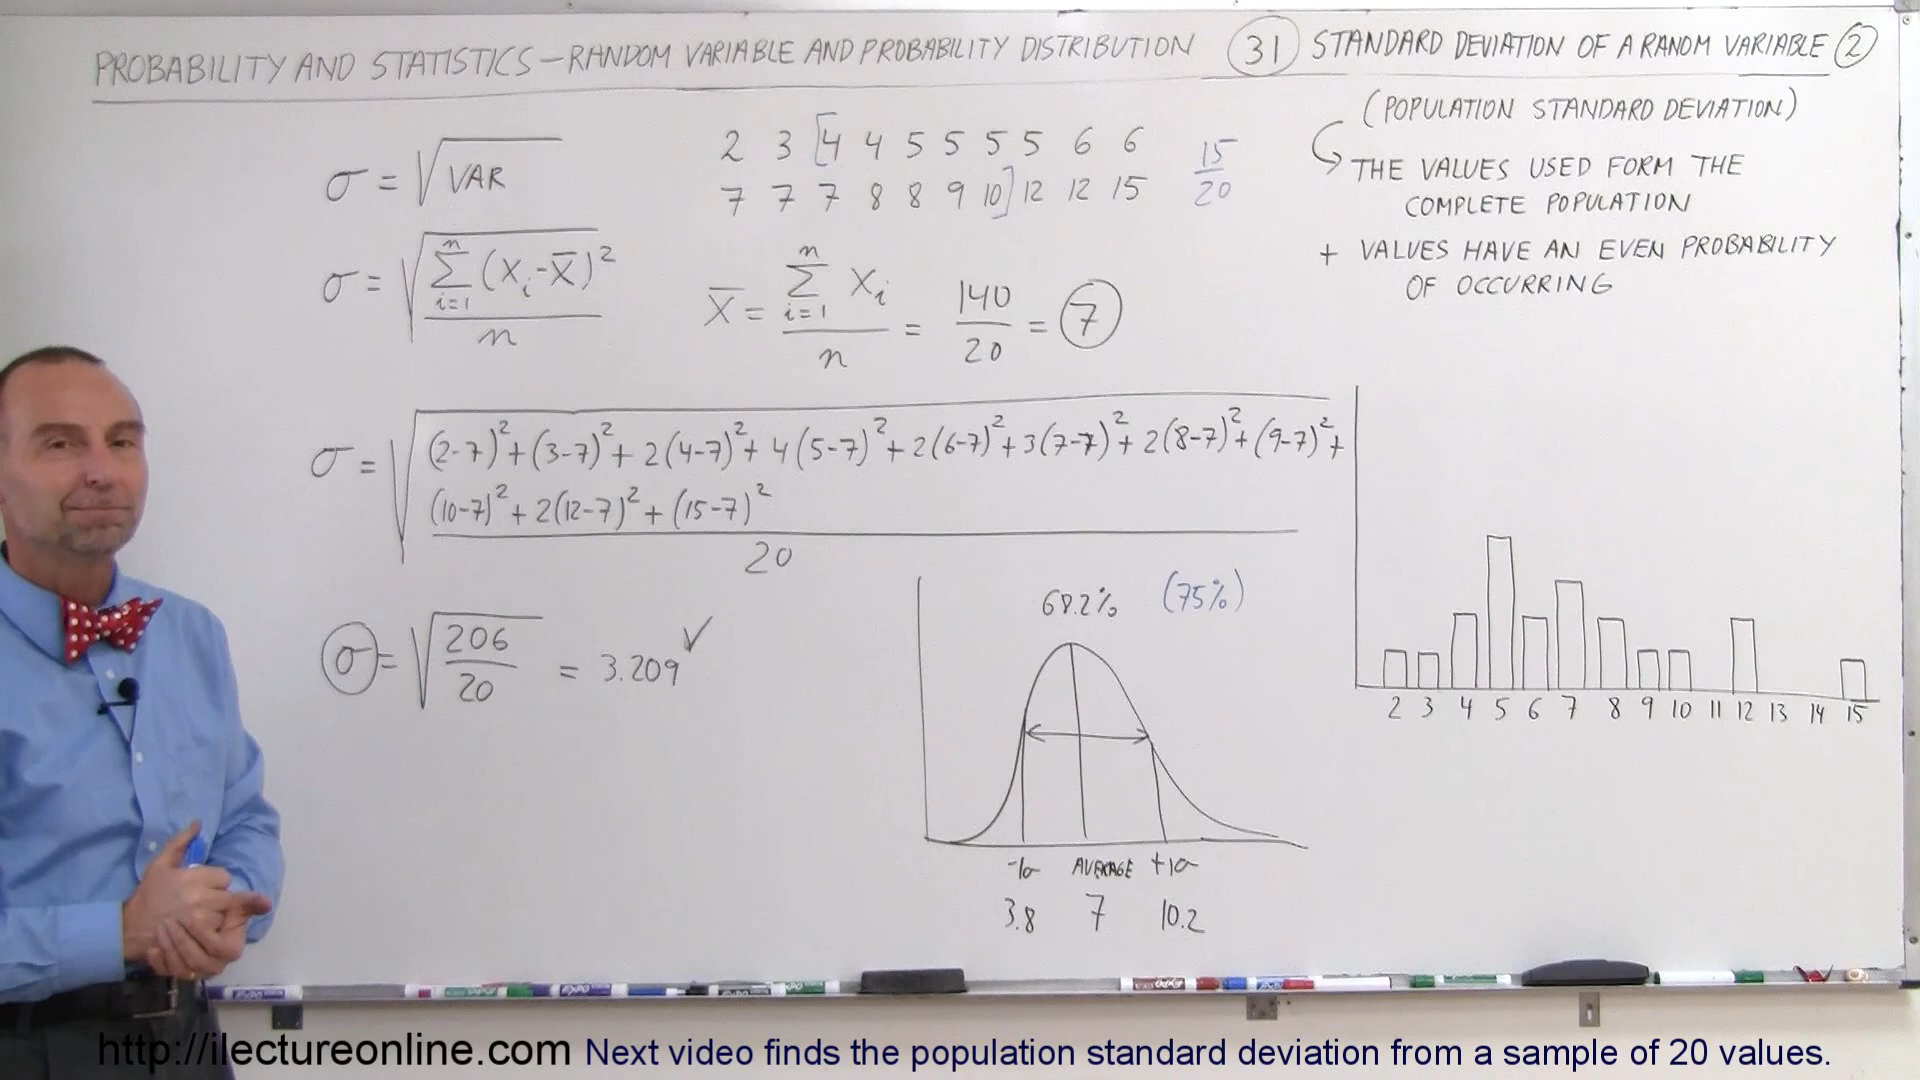 PROBABILITY AND STATISTICS – RANDOM VARIABLE AND PROBABILITY DISTRIBUTION (31) STANDARD DEVIATION OF A RANOM VARIABLE (2)
(POPULATION STANDARD DEVIATION)
THE VALUES USED FORM THE
COMPLETE POPULATION
+ VALUES HAVE AN EVEN PROBABILITY
OF OCCURRING
σ = √VAR
2 3 [4 4 5 5 5 5 6 6
7 7 7 8 8 9 10] 12 12 15
15/20
σ = √(∑ i=1 n (Xi - X̄)² / n)
X̄ = ∑ i=1 n Xi / n = 140/20 = 7
σ = √ (2-7)² + (3-7)² + 2(4-7)² + 4(5-7)² + 2(6-7)² + 3(7-7)² + 2(8-7)² + (9-7)² +
(10-7)² + 2(12-7)² + (15-7)²
20
σ = √206/20 = 3.209 ✓
68.2% (75%)
-1σ AVERAGE +1σ
3.8 7 10.2
2 3 4 5 6 7 8 9 10 11 12 13 14 15
EXPO
http://ilectureonline.com Next video finds the population standard deviation from a sample of 20 values.